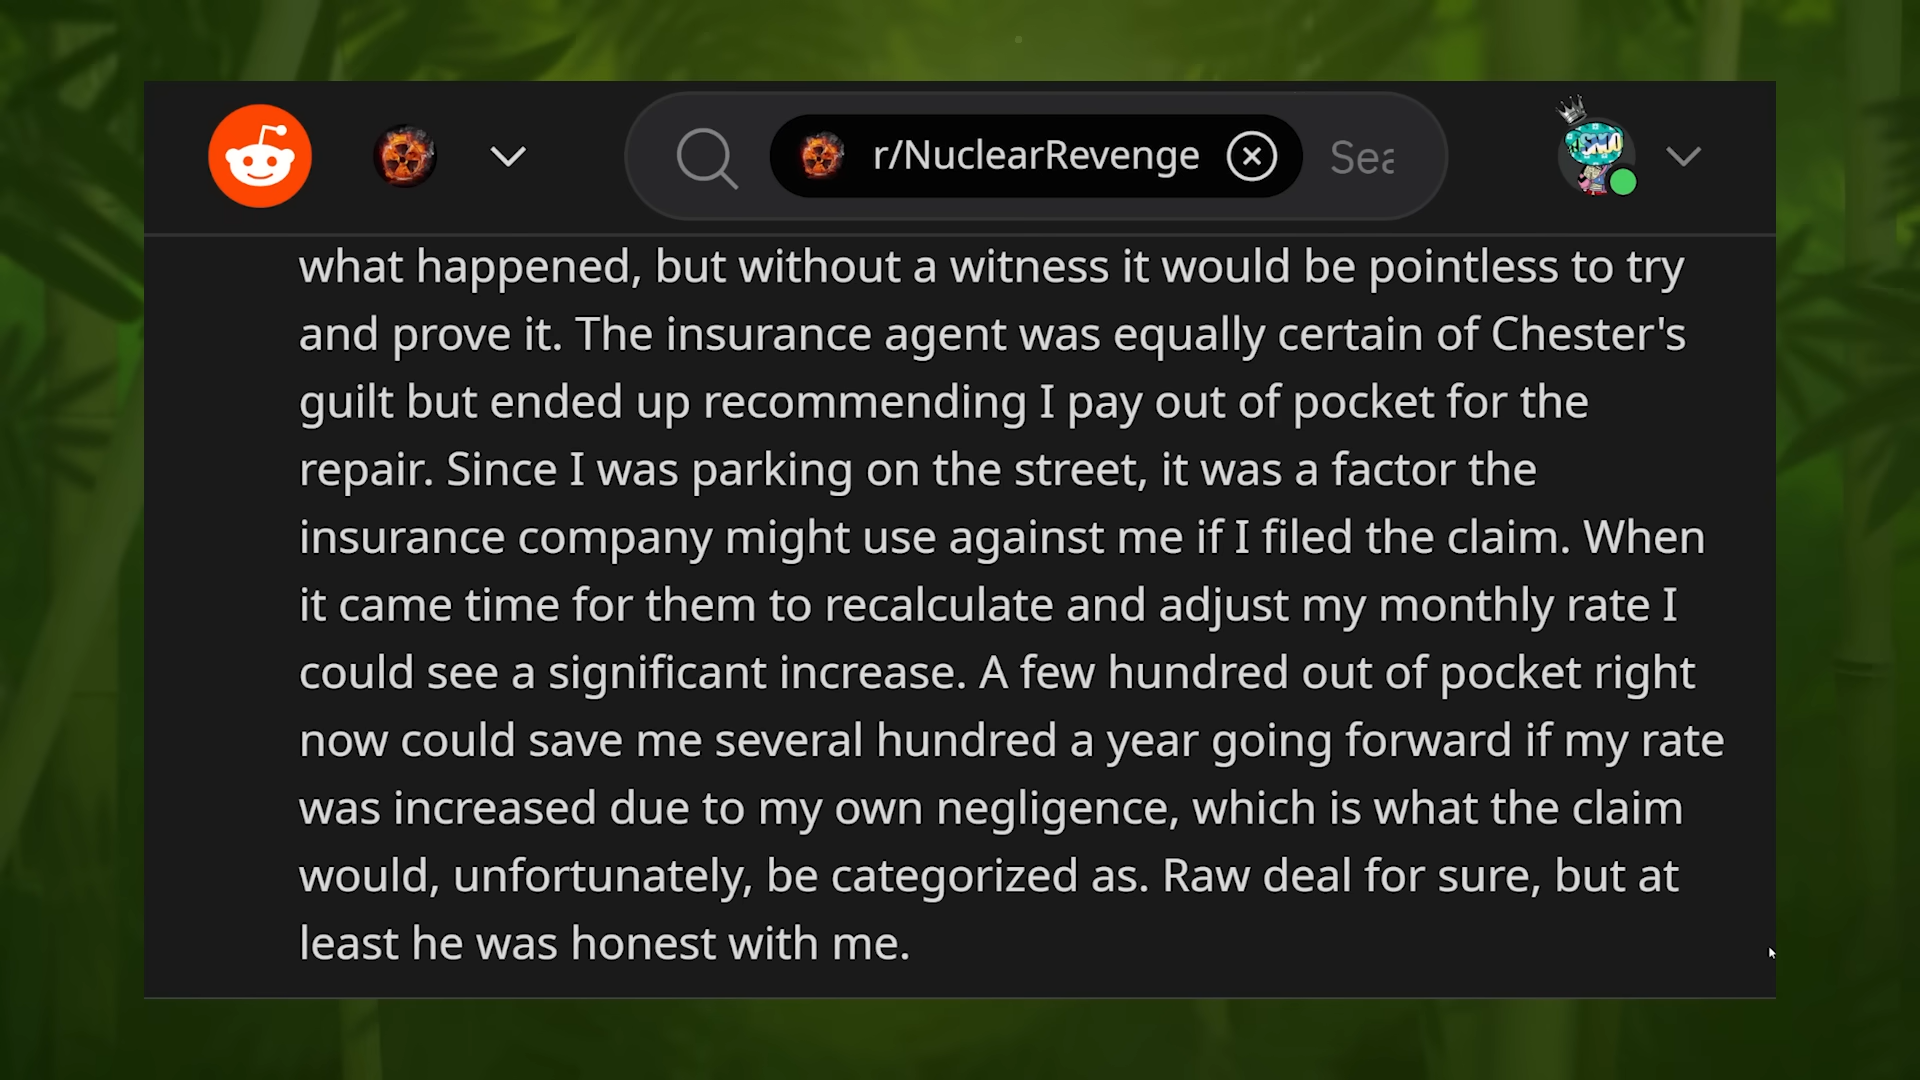 r/NuclearRevenge
Sea
what happened, but without a witness it would be pointless to try
and prove it. The insurance agent was equally certain of Chester's
guilt but ended up recommending I pay out of pocket for the
repair. Since I was parking on the street, it was a factor the
insurance company might use against me if I filed the claim. When
it came time for them to recalculate and adjust my monthly rate I
could see a significant increase. A few hundred out of pocket right
now could save me several hundred a year going forward if my rate
was increased due to my own negligence, which is what the claim
would, unfortunately, be categorized as. Raw deal for sure, but at
least he was honest with me.